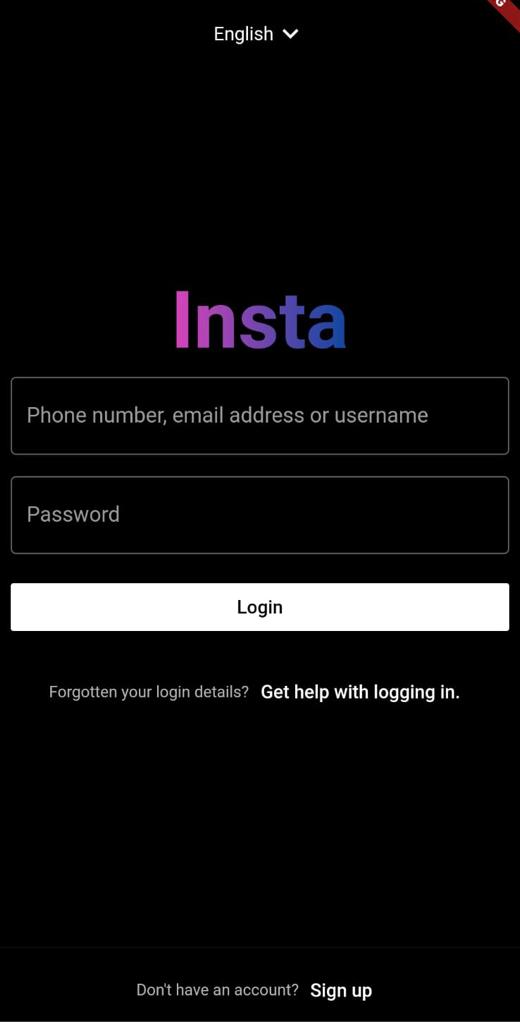 English
Insta
Phone number, email address or username
Password
Login
Forgotten your login details? Get help with logging in.
Don't have an account? Sign up